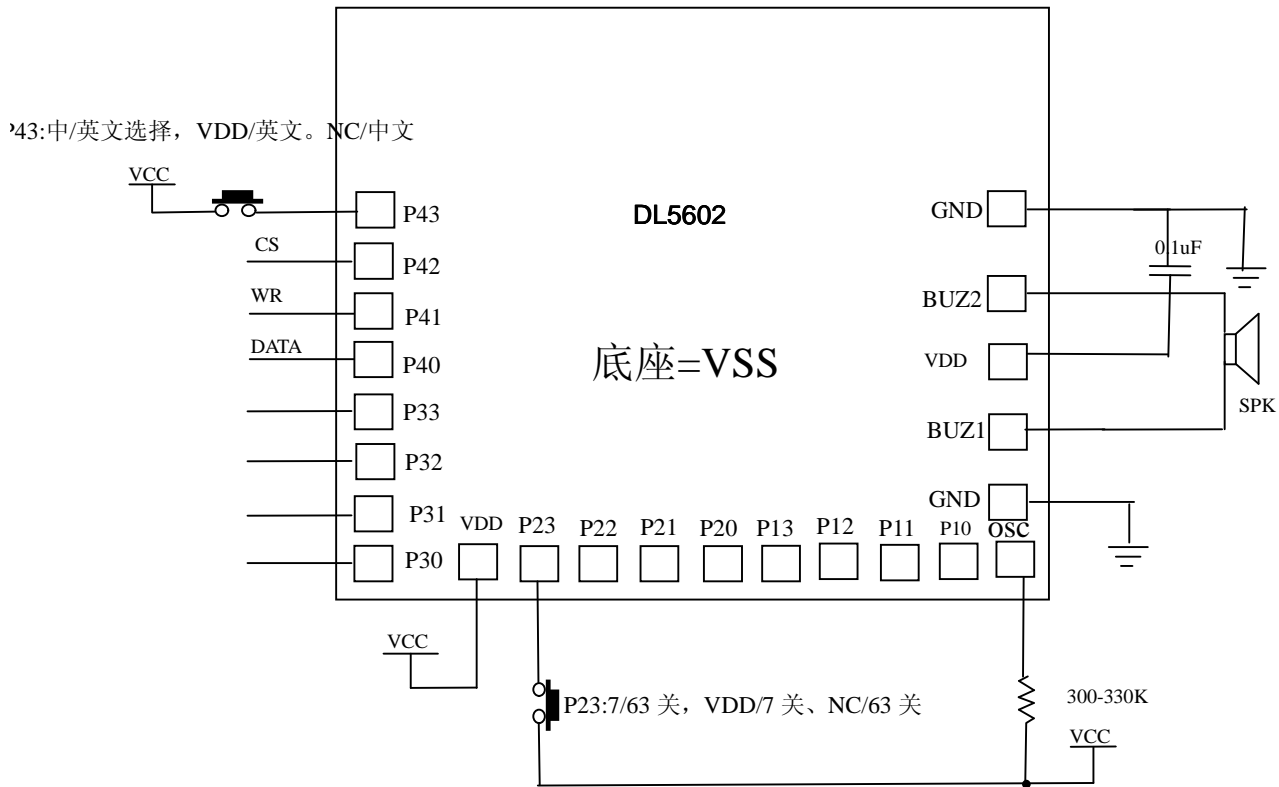 P43:中/英文选择，VDD/英文。NC/中文
VCC
P43
DL5602
GND
CS
P42
0.1uF
WR
P41
BUZ2
DATA
P40
底座=VSS
VDD
P33
SPK
BUZ1
P32
P31
GND
VDD
P23
P22
P21
P20
P13
P12
P11
P10
OSC
P30
VCC
P23:7/63 关，VDD/7 关、NC/63 关
300-330K
VCC